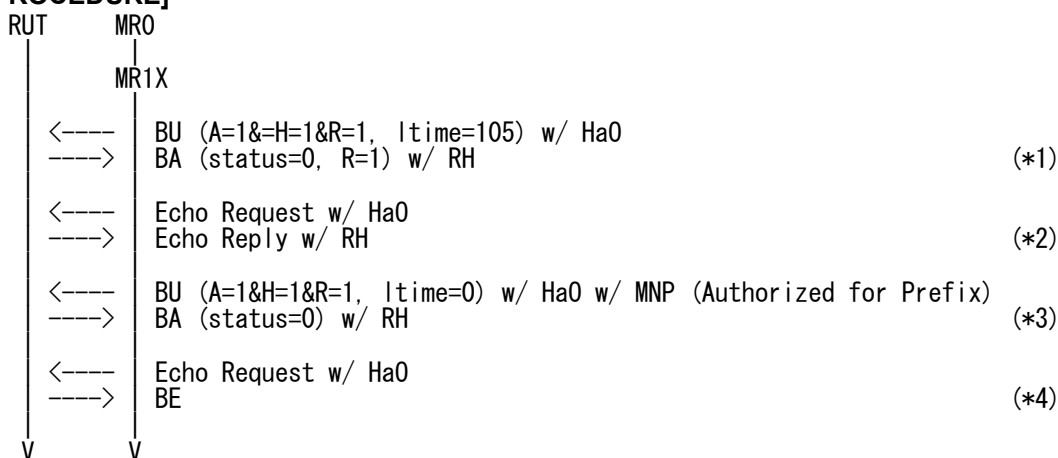 ROCEDURE]
RUT MR0
MR1X
<---- BU (A=1&=H=1&R=1, ltime=105) w/ HaO
----> BA (status=0, R=1) w/ RH (*1)
<---- Echo Request w/ HaO
----> Echo Reply w/ RH (*2)
<---- BU (A=1&H=1&R=1, ltime=0) w/ HaO w/ MNP (Authorized for Prefix)
----> BA (status=0) w/ RH (*3)
<---- Echo Request w/ HaO
----> BE (*4)
V V